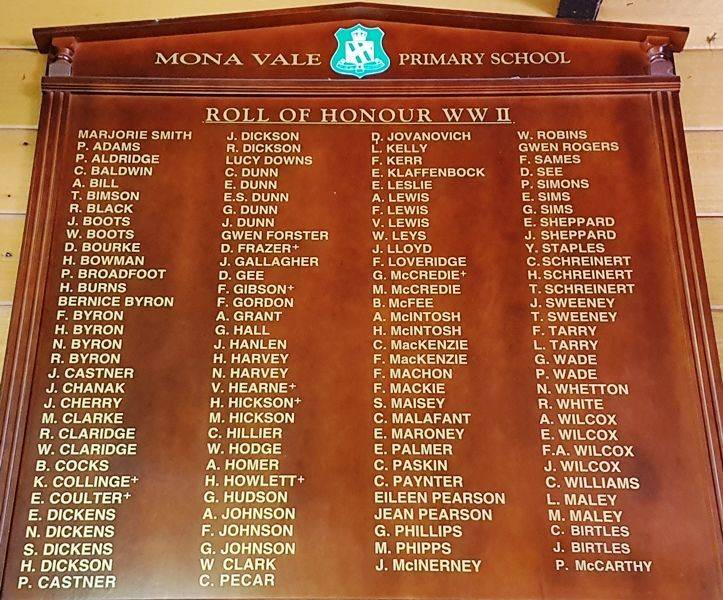 MONA VALE PRIMARY SCHOOL
ROLL OF HONOUR WW II
MARJORIE SMITH
P. ADAMS
P. ALDRIDGE
C. BALDWIN
A. BILL
T. BIMSON
R. BLACK
J. BOOTS
W. BOOTS
D. BOURKE
H. BOWMAN
P. BROADFOOT
H. BURNS
BERNICE BYRON
F. BYRON
H. BYRON
N. BYRON
R. BYRON
J. CASTNER
J. CHANAK
J. CHERRY
M. CLARKE
R. CLARIDGE
W. CLARIDGE
B. COCKS
K. COLLINGE+
E. COULTER+
E. DICKENS
N. DICKENS
S. DICKENS
H. DICKSON
P. CASTNER
J. DICKSON
R. DICKSON
LUCY DOWNS
C. DUNN
E. DUNN
E.S. DUNN
G. DUNN
J. DUNN
GWEN FORSTER
D. FRAZER+
J. GALLAGHER
D. GEE
F. GIBSON+
F. GORDON
A. GRANT
G. HALL
J. HANLEN
H. HARVEY
N. HARVEY
V. HEARNE+
H. HICKSON+
M. HICKSON
C. HILLIER
W. HODGE
A. HOMER
H. HOWLETT+
G. HUDSON
A. JOHNSON
F. JOHNSON
G. JOHNSON
W CLARK
C. PECAR
D. JOVANOVICH
L. KELLY
F. KERR
E. KLAFFENBOCK
E. LESLIE
A. LEWIS
F. LEWIS
V. LEWIS
W. LEYS
J. LLOYD
F. LOVERIDGE
G. McCREDIE+
M. McCREDIE
B. McFEE
A. McINTOSH
H. McINTOSH
C. MacKENZIE
F. MacKENZIE
F. MACHON
F. MACKIE
S. MAISEY
C. MALAFANT
E. MARONEY
E. PALMER
C. PASKIN
C. PAYNTER
EILEEN PEARSON
JEAN PEARSON
G. PHILLIPS
M. PHIPPS
J. McINERNEY
W. ROBINS
GWEN ROGERS
F. SAMES
D. SEE
P. SIMONS
E. SIMS
G. SIMS
E. SHEPPARD
J. SHEPPARD
Y. STAPLES
C. SCHREINERT
H. SCHREINERT
T. SCHREINERT
J. SWEENEY
T. SWEENEY
F. TARRY
L. TARRY
G. WADE
P. WADE
N. WHETTON
R. WHITE
A. WILCOX
E. WILCOX
F.A. WILCOX
J. WILCOX
C. WILLIAMS
L. MALEY
M. MALEY
C. BIRTLES
J. BIRTLES
P. McCARTHY